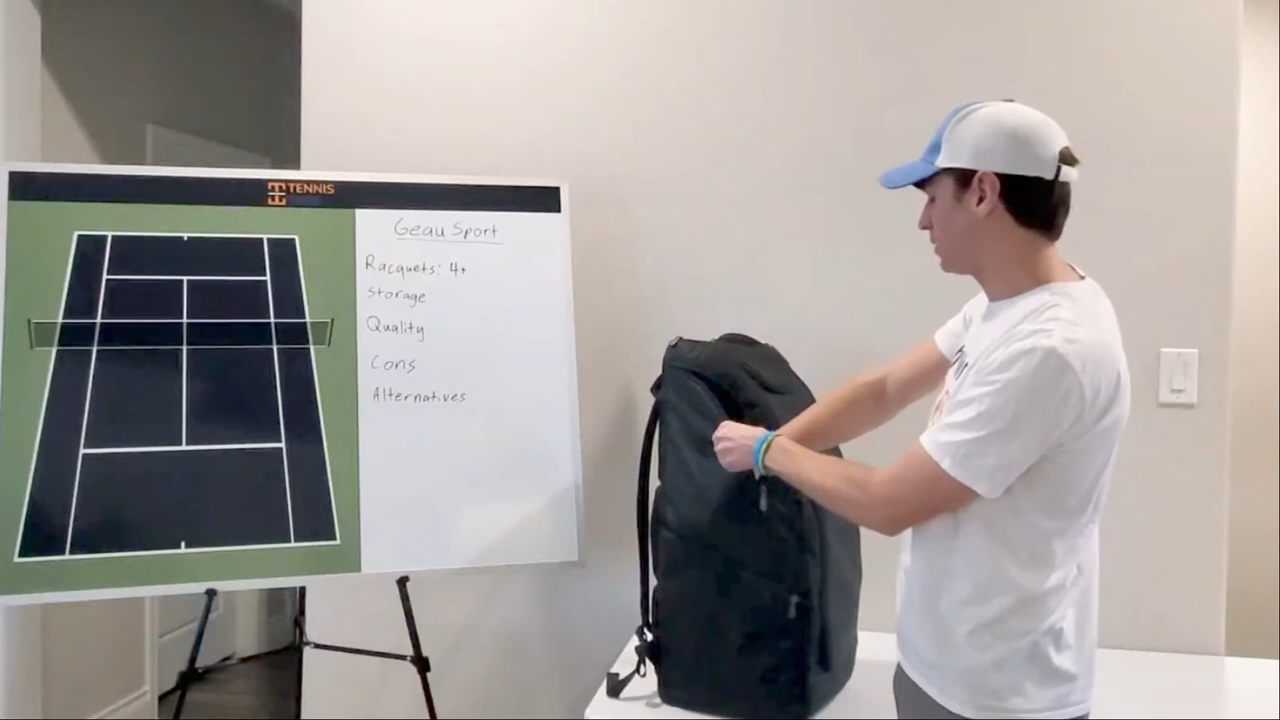 TENNIS
Geau Sport
Racquets: 4+
Storage
Quality
Cons
Alternatives